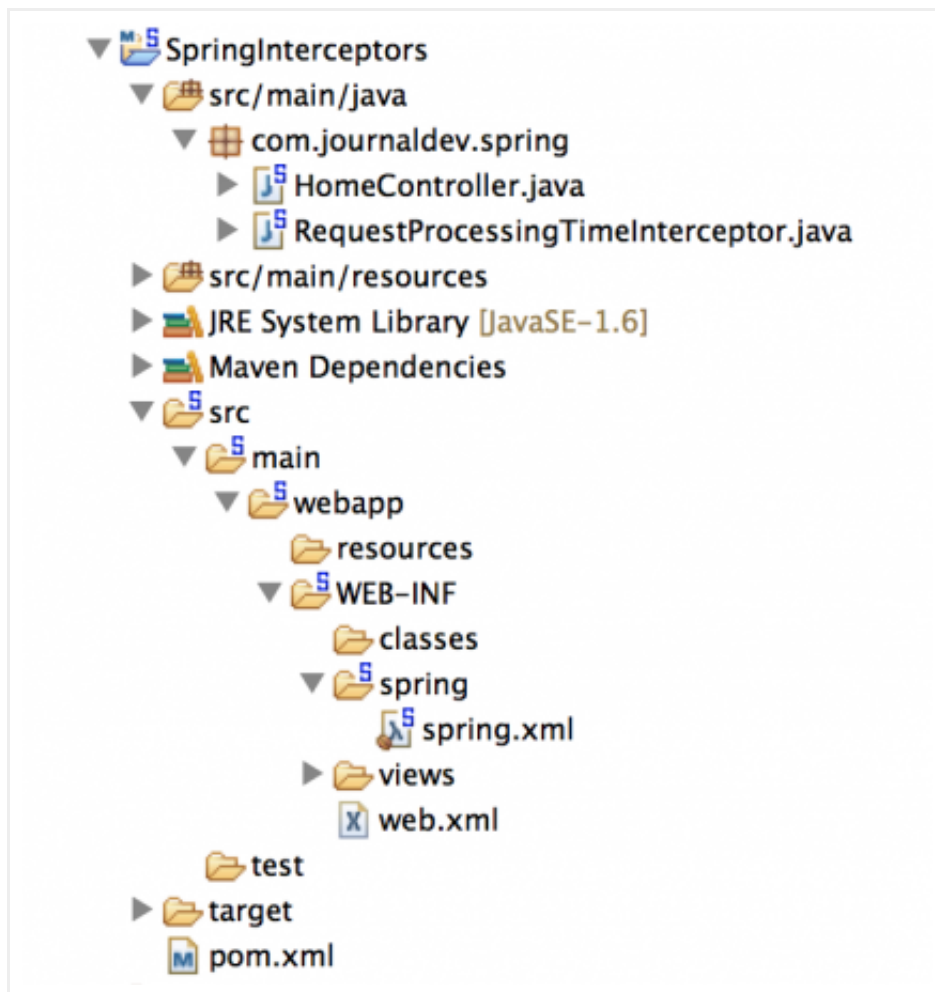 SpringInterceptors
src/main/java
com.journaldev.spring
HomeController.java
RequestProcessingTimeInterceptor.java
src/main/resources
JRE System Library [JavaSE-1.6]
Maven Dependencies
src
main
webapp
resources
WEB-INF
classes
spring
spring.xml
views
web.xml
test
target
pom.xml